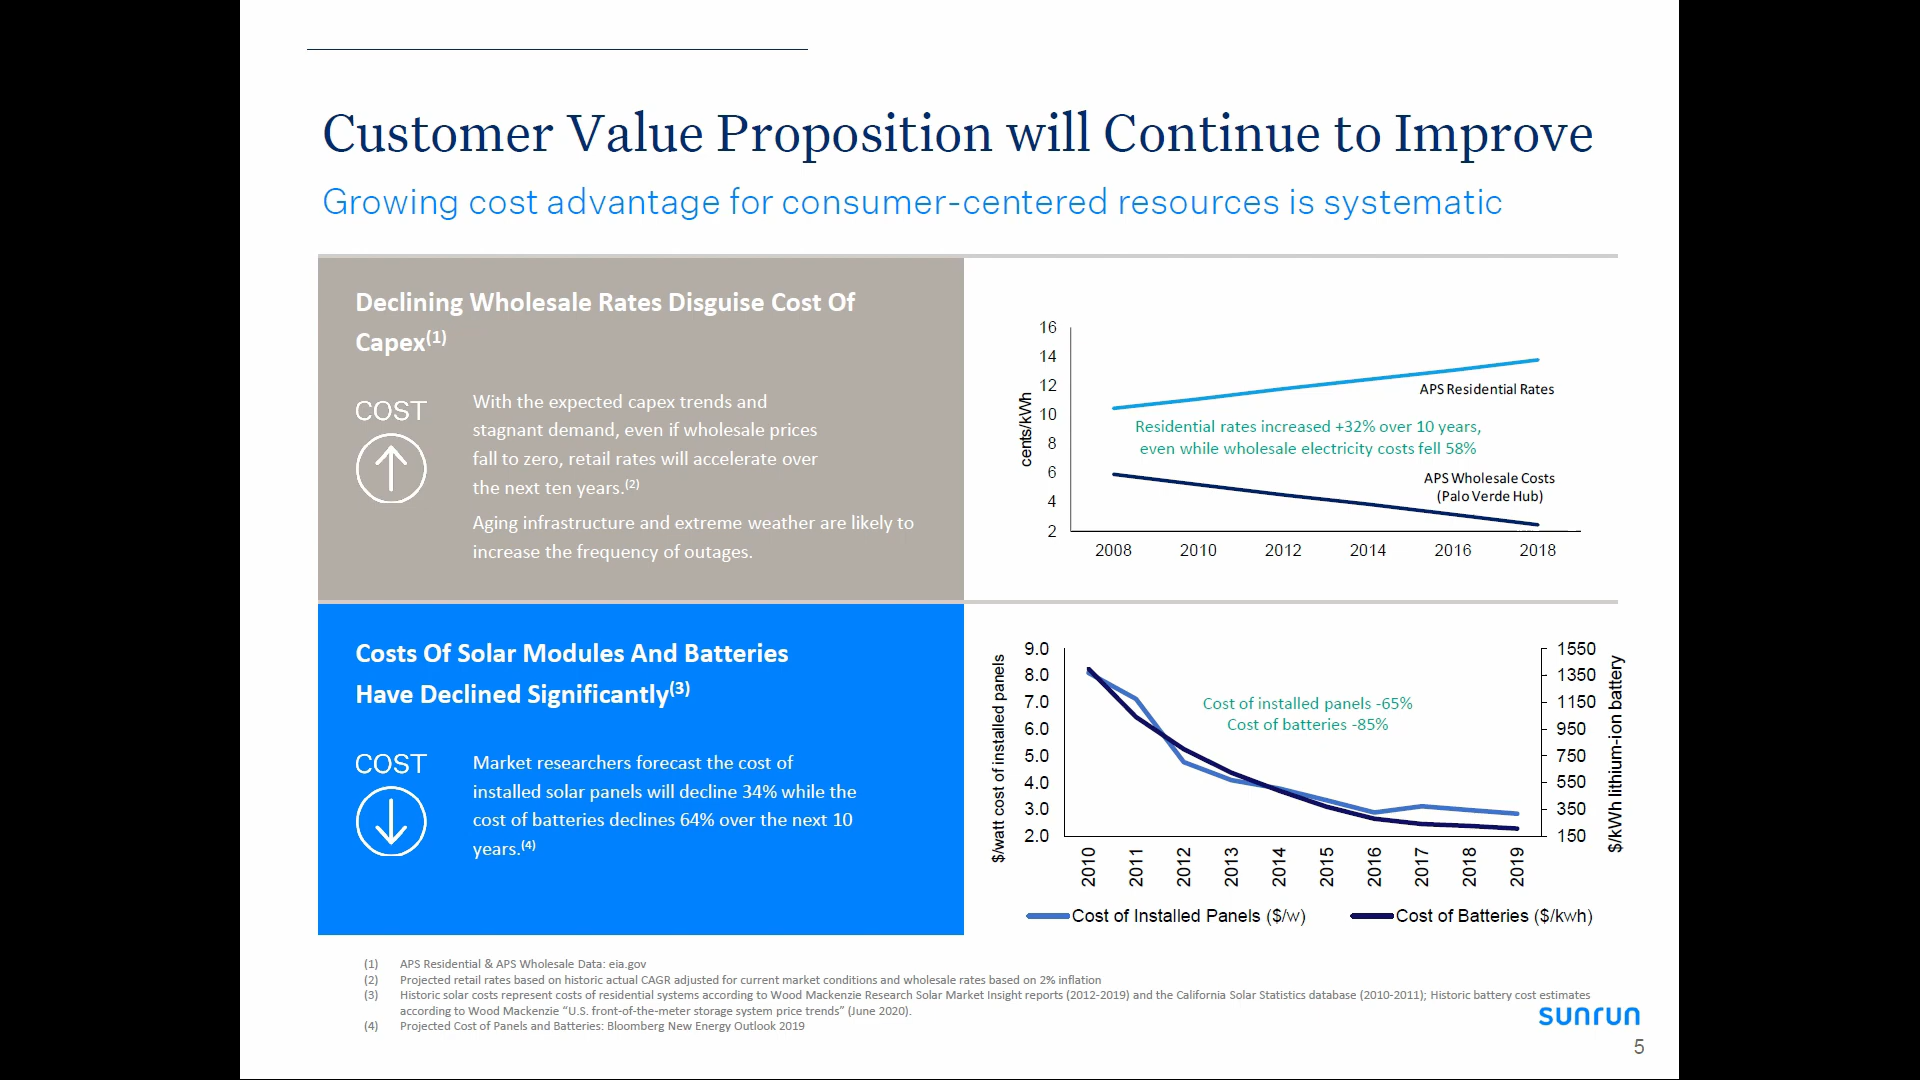 Customer Value Proposition will Continue to Improve
Growing cost advantage for consumer-centered resources is systematic
Declining Wholesale Rates Disguise Cost Of
Capex(1)
COST
With the expected capex trends and
stagnant demand, even if wholesale prices
fall to zero, retail rates will accelerate over
the next ten years.(2)
Aging infrastructure and extreme weather are likely to
increase the frequency of outages.
16
14
12
10
8
6
4
2
cents/kWh
APS Residential Rates
Residential rates increased +32% over 10 years,
even while wholesale electricity costs fell 58%
APS Wholesale Costs
(Palo Verde Hub)
2008 2010 2012 2014 2016 2018
Costs Of Solar Modules And Batteries
Have Declined Significantly(3)
COST
Market researchers forecast the cost of
installed solar panels will decline 34% while the
cost of batteries declines 64% over the next 10
years.(4)
$/watt cost of installed panels
9.0
8.0
7.0
6.0
5.0
4.0
3.0
2.0
Cost of installed panels -65%
Cost of batteries -85%
1550
1350
1150
950
750
550
350
150
$/kWh lithium-ion battery
2010 2011 2012 2013 2014 2015 2016 2017 2018 2019
Cost of Installed Panels ($/w) Cost of Batteries ($/kwh)
(1) APS Residential & APS Wholesale Data: eia.gov
(2) Projected retail rates based on historic actual CAGR adjusted for current market conditions and wholesale rates based on 2% inflation
(3) Historic solar costs represent costs of residential systems according to Wood Mackenzie Research Solar Market Insight reports (2012-2019) and the California Solar Statistics database (2010-2011); Historic battery cost estimates
according to Wood Mackenzie “U.S. front-of-the-meter storage system price trends” (June 2020).
(4) Projected Cost of Panels and Batteries: Bloomberg New Energy Outlook 2019
sunrun
5